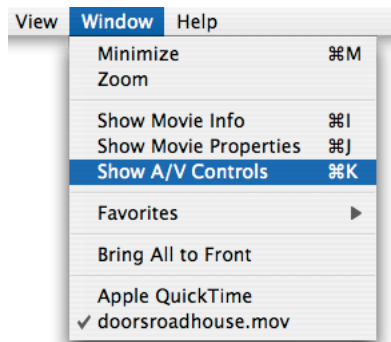 View Window Help
Minimize ⌘M
Zoom
Show Movie Info ⌘I
Show Movie Properties ⌘J
Show A/V Controls ⌘K
Favorites ▶
Bring All to Front
Apple QuickTime
✓ doorsroadhouse.mov